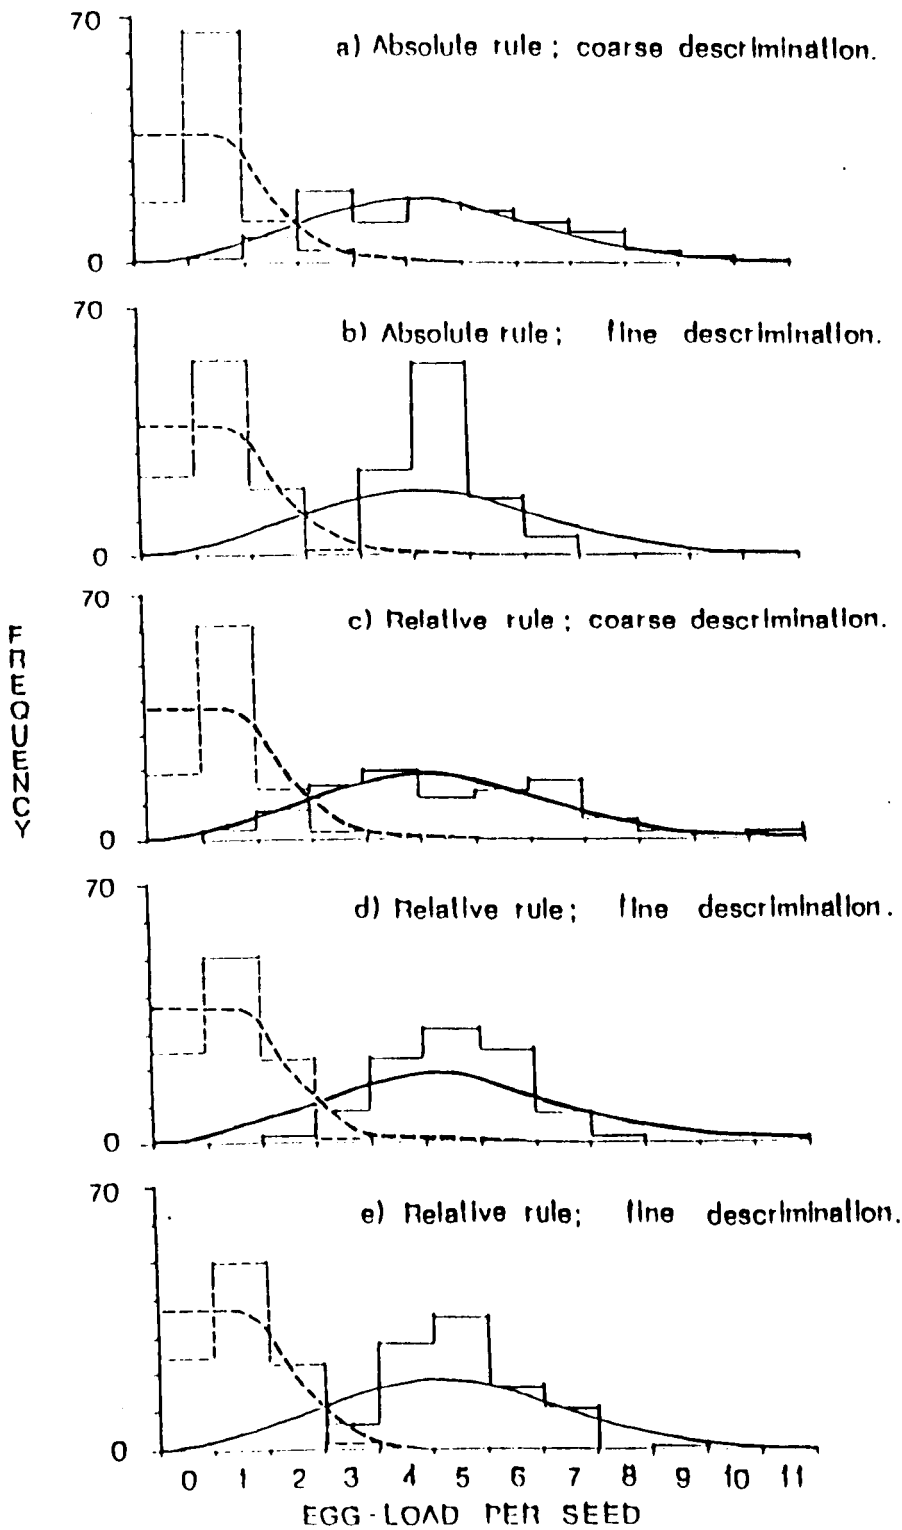 70
a) Absolute rule; coarse descrimination.
0
70
b) Absolute rule; fine descrimination.
0
70
c) Relative rule; coarse descrimination.
0
FREQUENCY
70
d) Relative rule; fine descrimination.
0
70
e) Relative rule; fine descrimination.
0
0 1 2 3 4 5 6 7 8 9 10 11
EGG-LOAD PER SEED